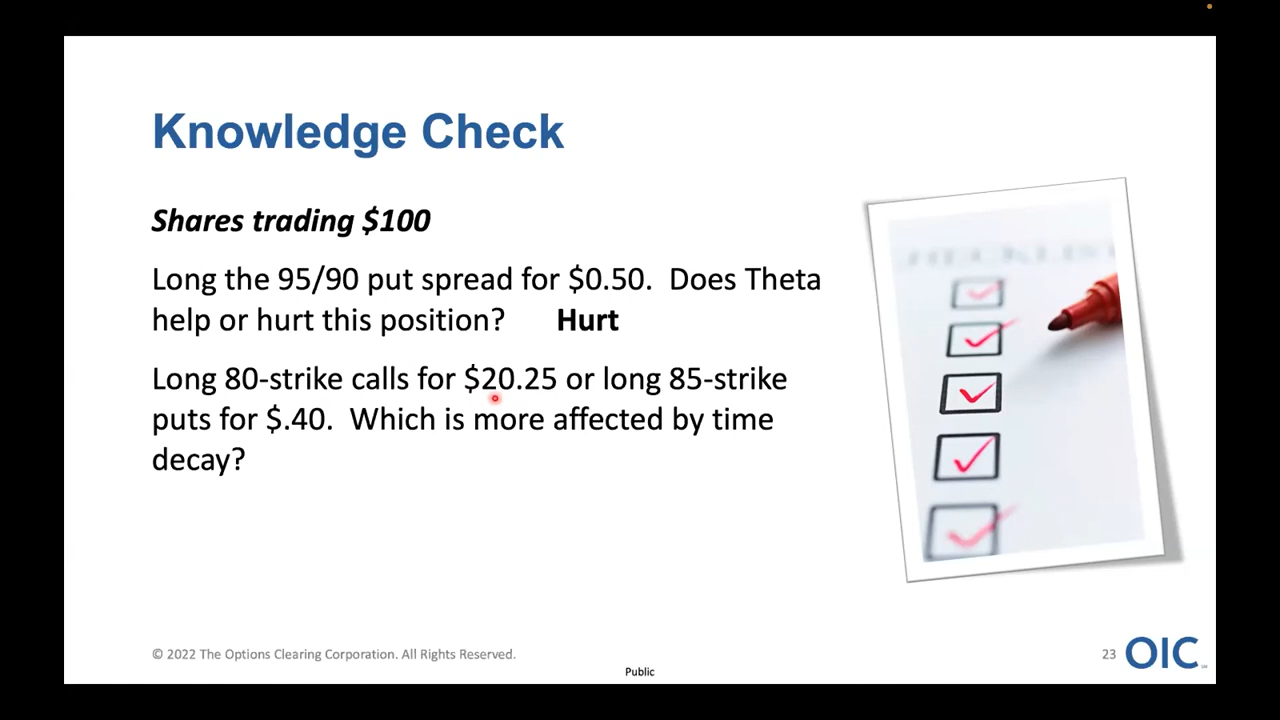 Knowledge Check
Shares trading $100
Long the 95/90 put spread for $0.50.  Does Theta
help or hurt this position?  Hurt
Long 80-strike calls for $20.25 or long 85-strike
puts for $.40.  Which is more affected by time
decay?
© 2022 The Options Clearing Corporation. All Rights Reserved.
23 OIC
Public